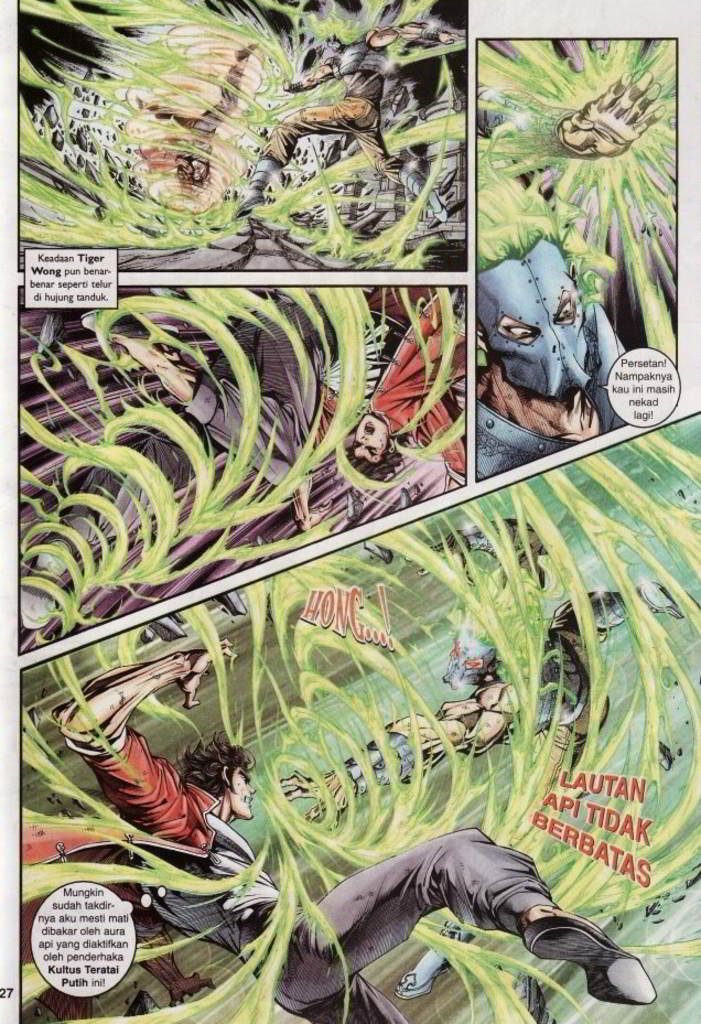 Keadaan Tiger
Wong pun benar-
benar seperti telur
di hujung tanduk.
Persetan!
Nampaknya
kau ini masih
nekad
lagi!
HONG...!
LAUTAN
API TIDAK
BERBATAS
Mungkin
sudah takdir-
nya aku mesti mati
dibakar oleh aura
api yang diaktifkan
oleh penderhaka
Kultus Teratai
Putih ini!
27